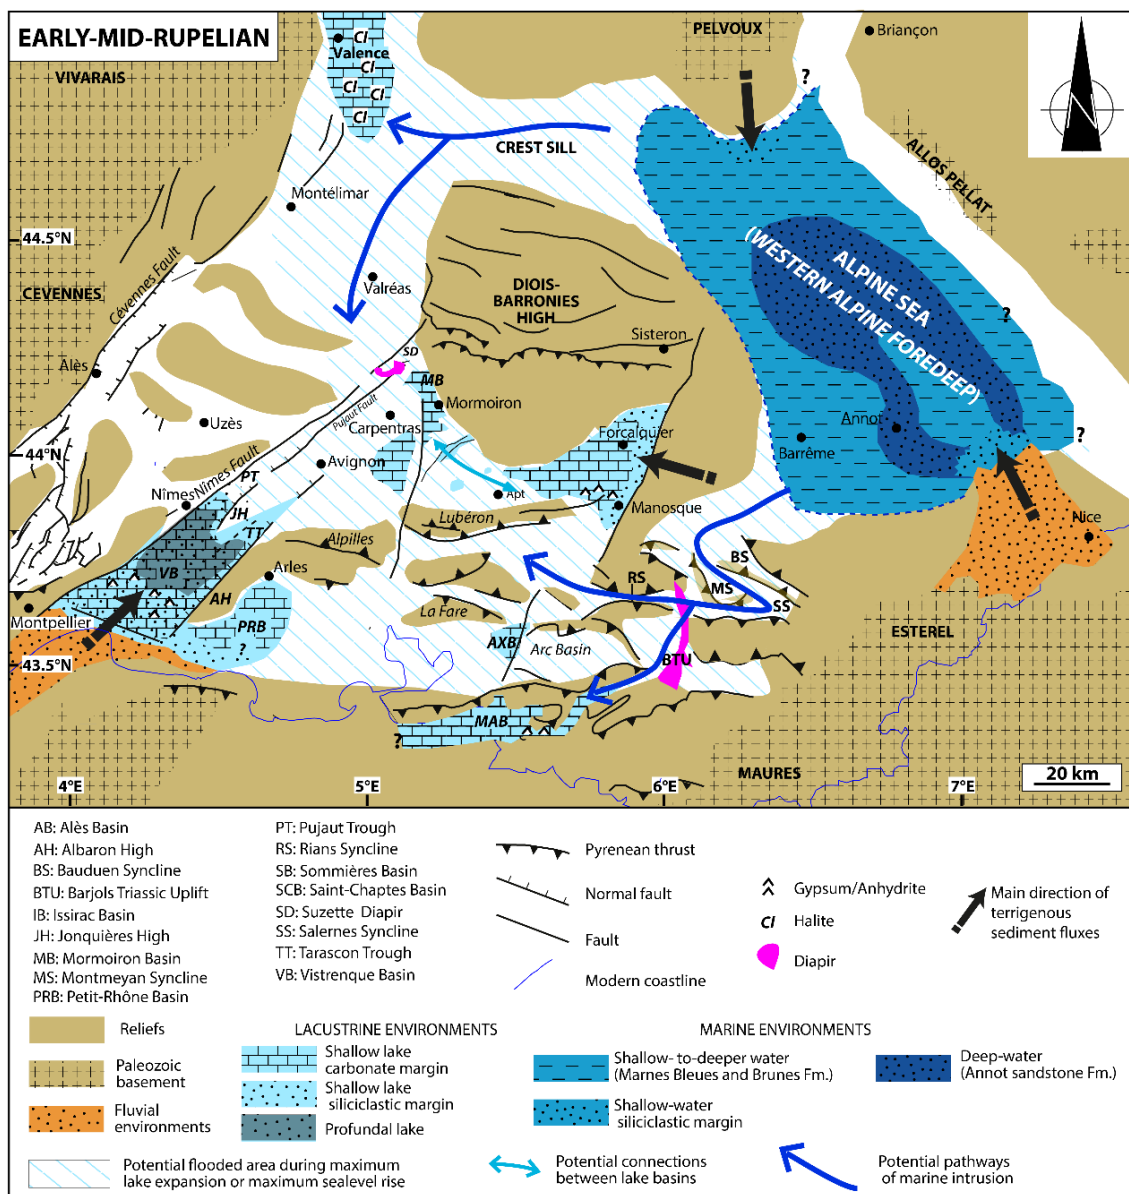 EARLY-MID-RUPELIAN
PELVOUX
Briançon
VIVARAIS
CI
Valence
CI
CI
CI
CI
?
CREST SILL
ALLOS PELLAT
Montélimar
44.5°N
Cévennes Fault
CEVENNES
Valréas
DIOIS-
BARRONIES
HIGH
ALPINE SEA
(WESTERN ALPINE FOREDEEP)
?
Sisteron
SD
Alès
MB
Mormoiron
Pujaut Fault
Carpentras
Uzès
Forcalquier
Annot
Barrême
?
44°N
Nîmes Fault
Avignon
PT
Nîmes
Apt
Manosque
JH
TT
Lubéron
Nice
Alpilles
VB
Arles
BS
RS
MS
AH
SS
Montpellier
La Fare
PRB
AXB
Arc Basin
ESTEREL
?
43.5°N
BTU
MAB
?
MAURES
4°E
5°E
6°E
7°E
20 km
AB: Alès Basin
AH: Albaron High
BS: Bauduen Syncline
BTU: Barjols Triassic Uplift
IB: Issirac Basin
JH: Jonquières High
MB: Mormoiron Basin
MS: Montmeyan Syncline
PRB: Petit-Rhône Basin
PT: Pujaut Trough
RS: Rians Syncline
SB: Sommières Basin
SCB: Saint-Chaptes Basin
SD: Suzette Diapir
SS: Salernes Syncline
TT: Tarascon Trough
VB: Vistrenque Basin
Pyrenean thrust
Normal fault
Fault
Modern coastline
Gypsum/Anhydrite
CI
Halite
Diapir
Main direction of
terrigenous
sediment fluxes
Reliefs
Paleozoic
basement
Fluvial
environments
LACUSTRINE ENVIRONMENTS
Shallow lake
carbonate margin
Shallow lake
siliciclastic margin
Profundal lake
MARINE ENVIRONMENTS
Shallow- to-deeper water
(Marnes Bleues and Brunes Fm.)
Shallow-water
siliciclastic margin
Deep-water
(Annot sandstone Fm.)
Potential flooded area during maximum
lake expansion or maximum sealevel rise
Potential connections
between lake basins
Potential pathways
of marine intrusion